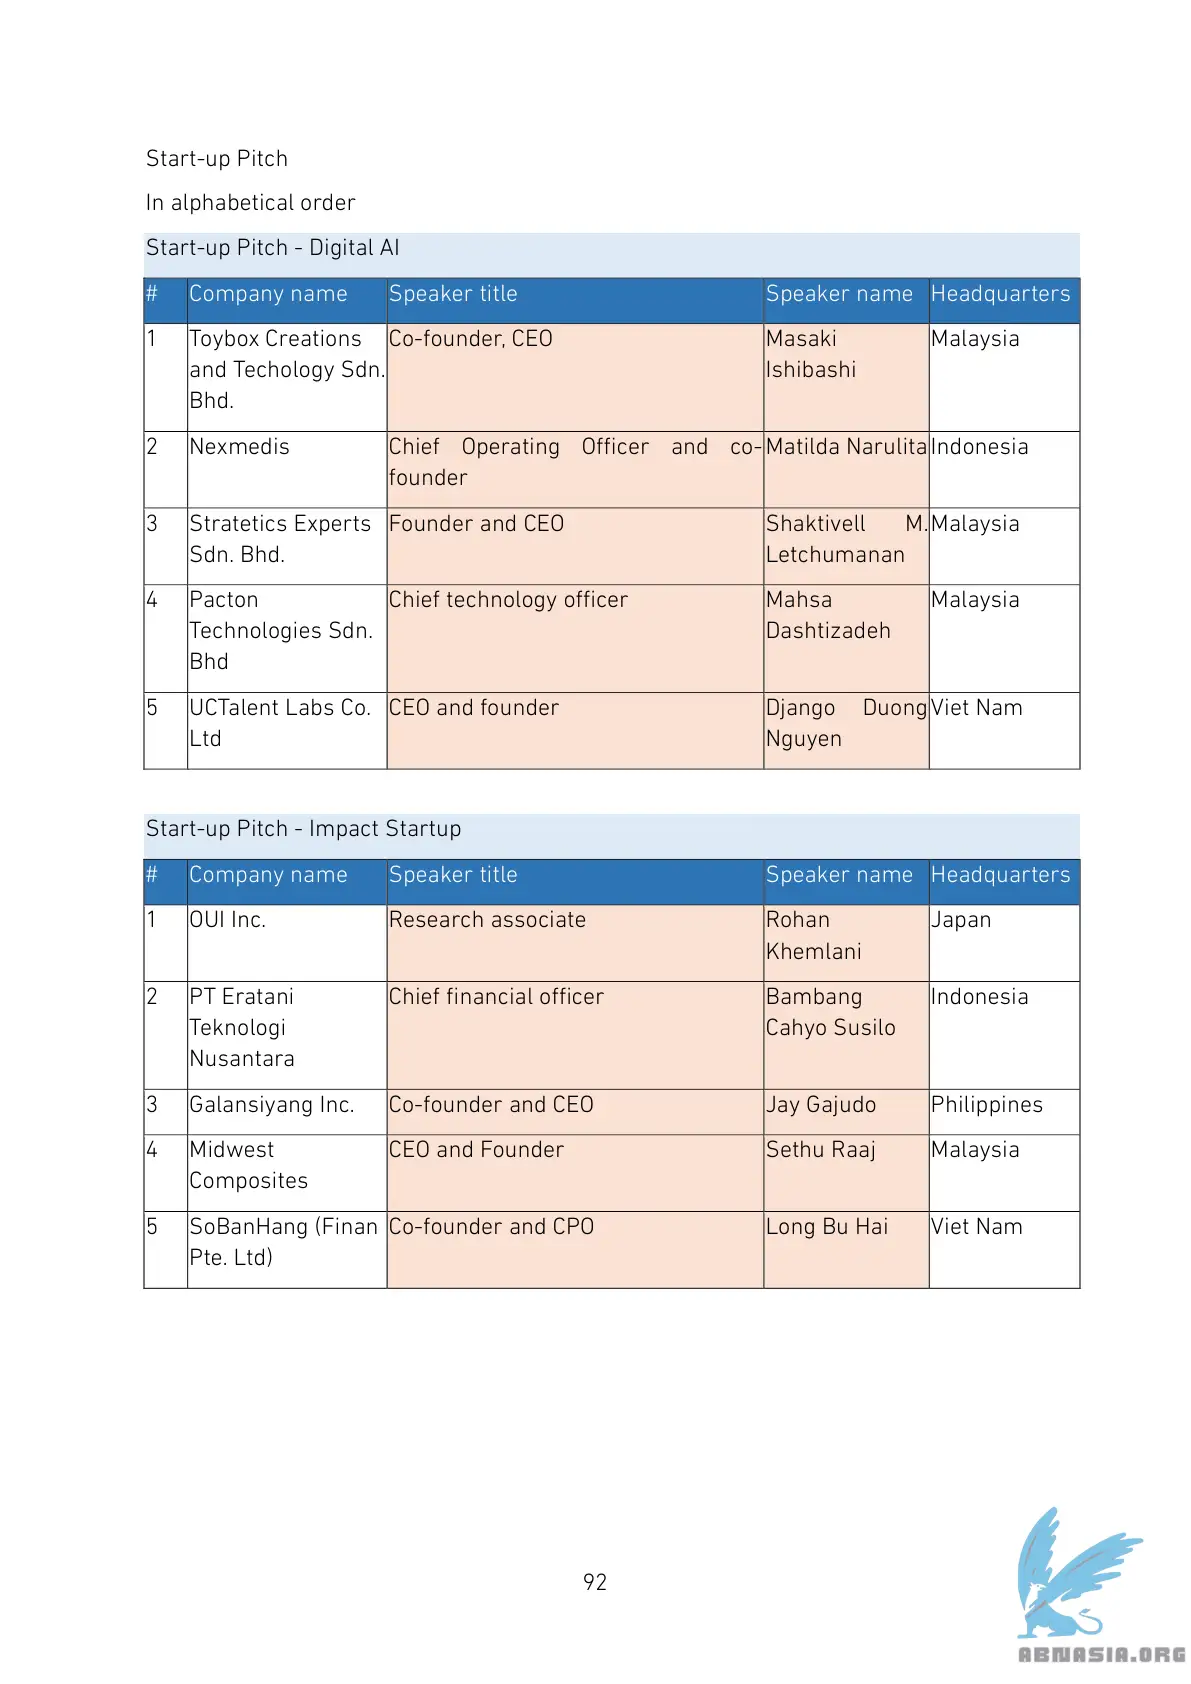 Start-up Pitch
In alphabetical order
Start-up Pitch - Digital AI
# Company name Speaker title Speaker name Headquarters
1 Toybox Creations Co-founder, CEO Masaki Malaysia
and Techology Sdn. Ishibashi
Bhd.
2 Nexmedis Chief Operating Officer and co- Matilda Narulita Indonesia
founder
3 Stratetics Experts Founder and CEO Shaktivell M. Malaysia
Sdn. Bhd. Letchumanan
4 Pacton Chief technology officer Mahsa Malaysia
Technologies Sdn. Dashtizadeh
Bhd
5 UCTalent Labs Co. CEO and founder Django Duong Viet Nam
Ltd Nguyen
Start-up Pitch - Impact Startup
# Company name Speaker title Speaker name Headquarters
1 OUI Inc. Research associate Rohan Japan
Khemlani
2 PT Eratani Chief financial officer Bambang Indonesia
Teknologi Cahyo Susilo
Nusantara
3 Galansiyang Inc. Co-founder and CEO Jay Gajudo Philippines
4 Midwest CEO and Founder Sethu Raaj Malaysia
Composites
5 SoBanHang (Finan Co-founder and CPO Long Bu Hai Viet Nam
Pte. Ltd)
92
ABNASIA.ORG